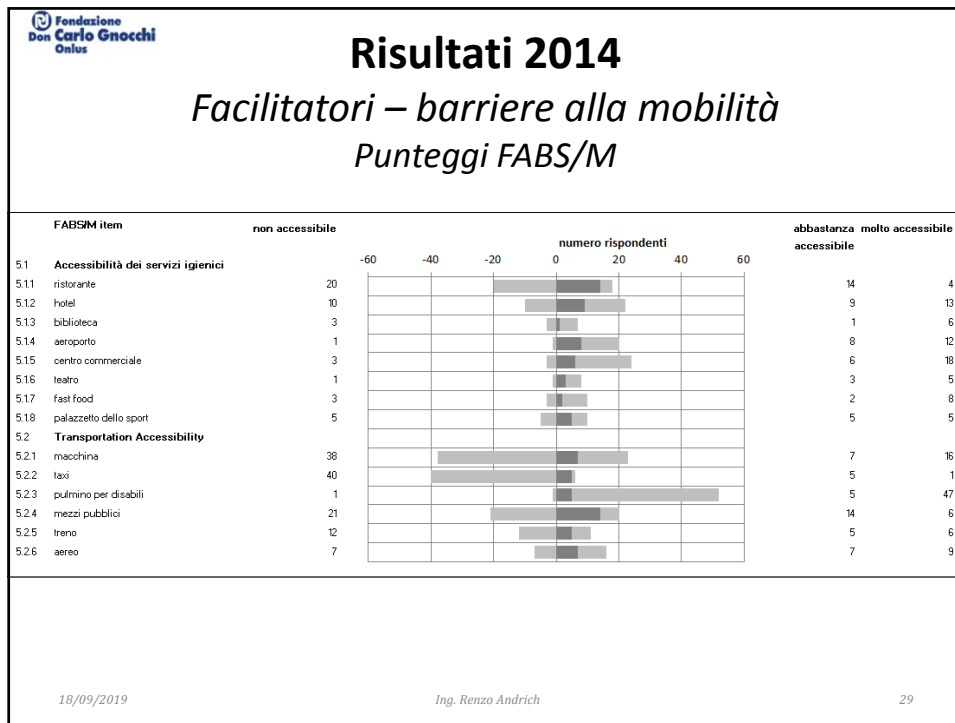 Fondazione
Don Carlo Gnocchi
Onlus
Risultati 2014
Facilitatori – barriere alla mobilità
Punteggi FABS/M
FABS/M item non accessibile numero rispondenti abbastanza accessibile molto accessibile
-60 -40 -20 0 20 40 60
5.1 Accessibilità dei servizi igienici
5.1.1 ristorante 20 14 4
5.1.2 hotel 10 9 13
5.1.3 biblioteca 3 1 6
5.1.4 aeroporto 1 8 12
5.1.5 centro commerciale 3 6 18
5.1.6 teatro 1 3 5
5.1.7 fast food 3 2 8
5.1.8 palazzetto dello sport 5 5 5
5.2 Transportation Accessibility
5.2.1 macchina 38 7 16
5.2.2 taxi 40 5 1
5.2.3 pulmino per disabili 1 5 47
5.2.4 mezzi pubblici 21 14 6
5.2.5 treno 12 5 6
5.2.6 aereo 7 7 9
18/09/2019 Ing. Renzo Andrich 29